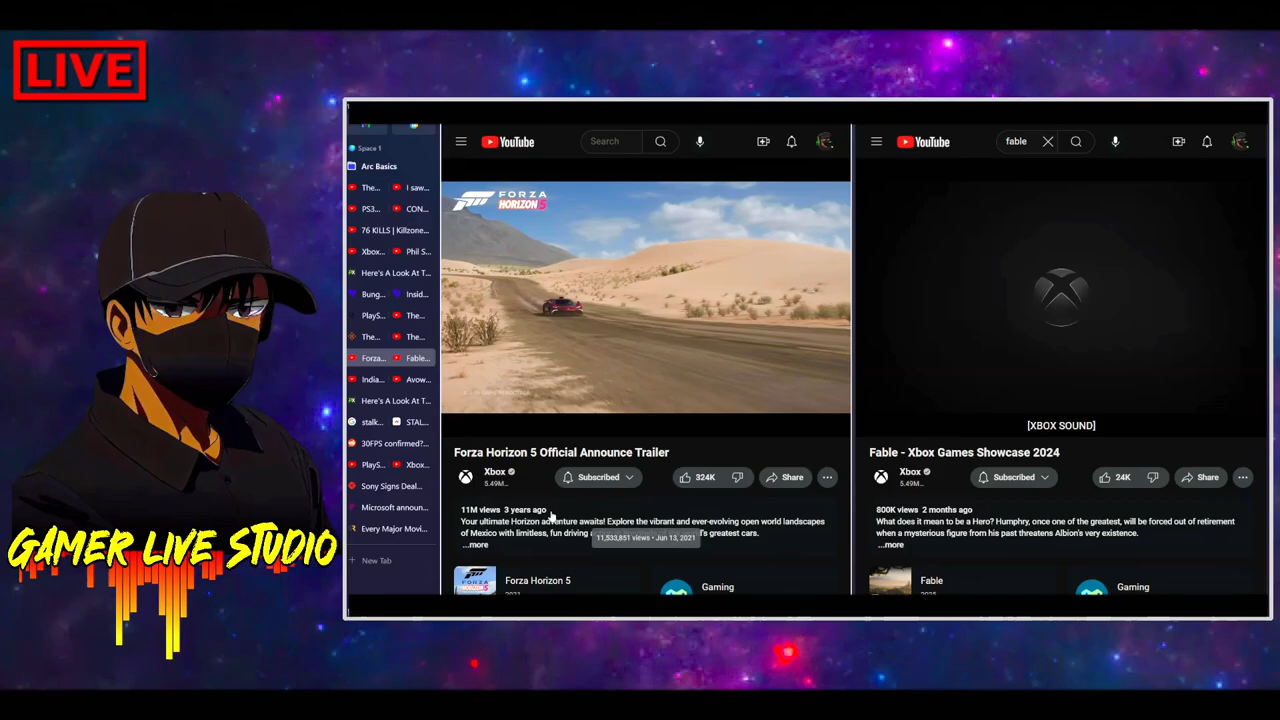 LIVE
GAMER LIVE STUDIO
Space 1
Arc Basics
The...
I saw...
PS3...
CON...
76 KILLS | Killzone...
Xbox...
Phil S...
Here's A Look At T...
Bung...
Insid...
PlayS...
The...
The...
The...
Forza...
Fable...
India...
Avow...
Here's A Look At T...
stalk...
STAL...
30FPS confirmed?...
PlayS...
Xbox...
Sony Signs Deal...
Microsoft announ...
Every Major Movi...
New Tab
YouTube
Search
FORZA
HORIZON 5
Forza Horizon 5 Official Announce Trailer
Xbox
5.49M...
Subscribed
324K
Share
11M views 3 years ago
Your ultimate Horizon adventure awaits! Explore the vibrant and ever-evolving open world landscapes
of Mexico with limitless, fun driving
's greatest cars.
11,533,851 views • Jun 13, 2021
...more
Forza Horizon 5
Gaming
YouTube
fable
[XBOX SOUND]
Fable - Xbox Games Showcase 2024
Xbox
5.49M...
Subscribed
24K
Share
800K views 2 months ago
What does it mean to be a Hero? Humphry, once one of the greatest, will be forced out of retirement
when a mysterious figure from his past threatens Albion's very existence.
...more
Fable
Gaming